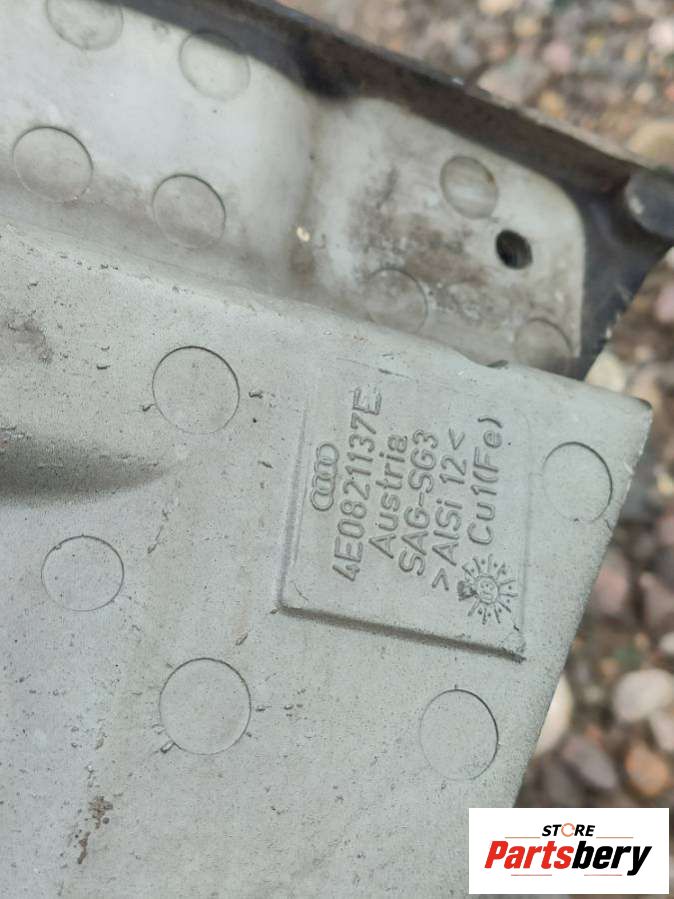 4E0821137E
Austria
SAG-SG3
>AlSi 12<
Cu1(Fe)
STORE
Partsbery